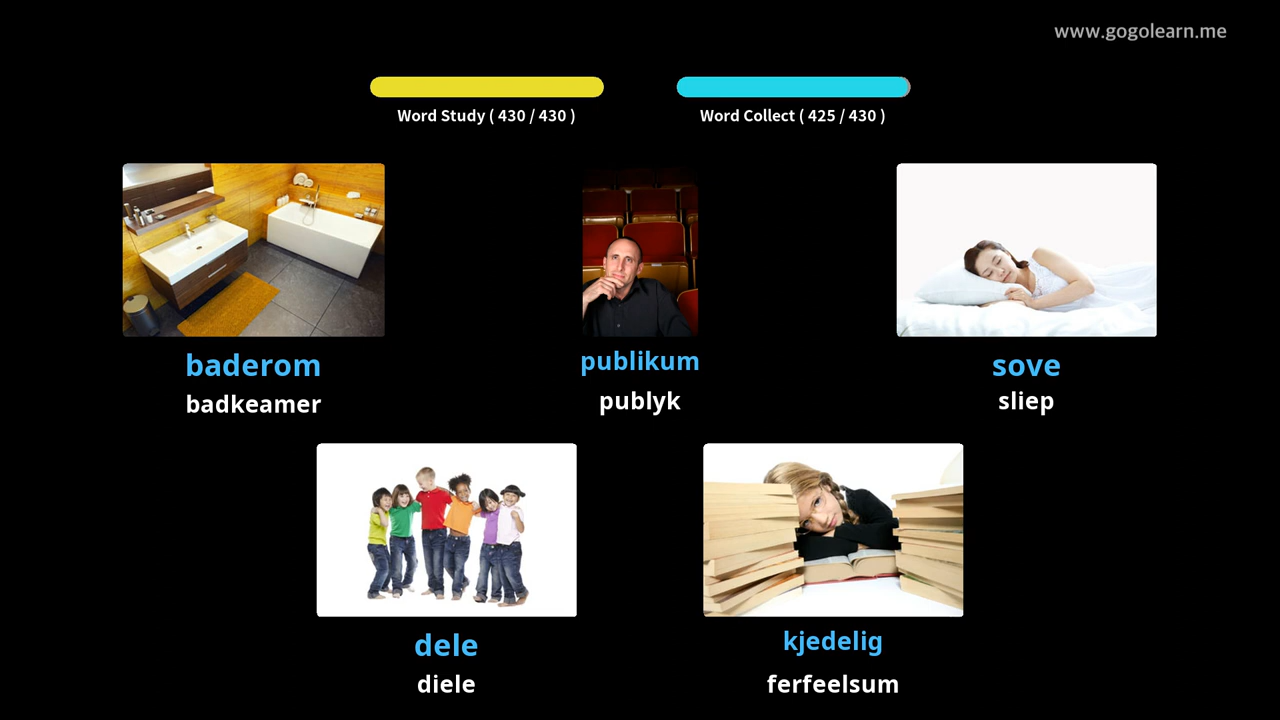 www.gogolearn.me
Word Study ( 430 / 430 )
Word Collect ( 425 / 430 )
baderom
badkeamer
publikum
publyk
sove
sliep
dele
diele
kjedelig
ferfeelsum